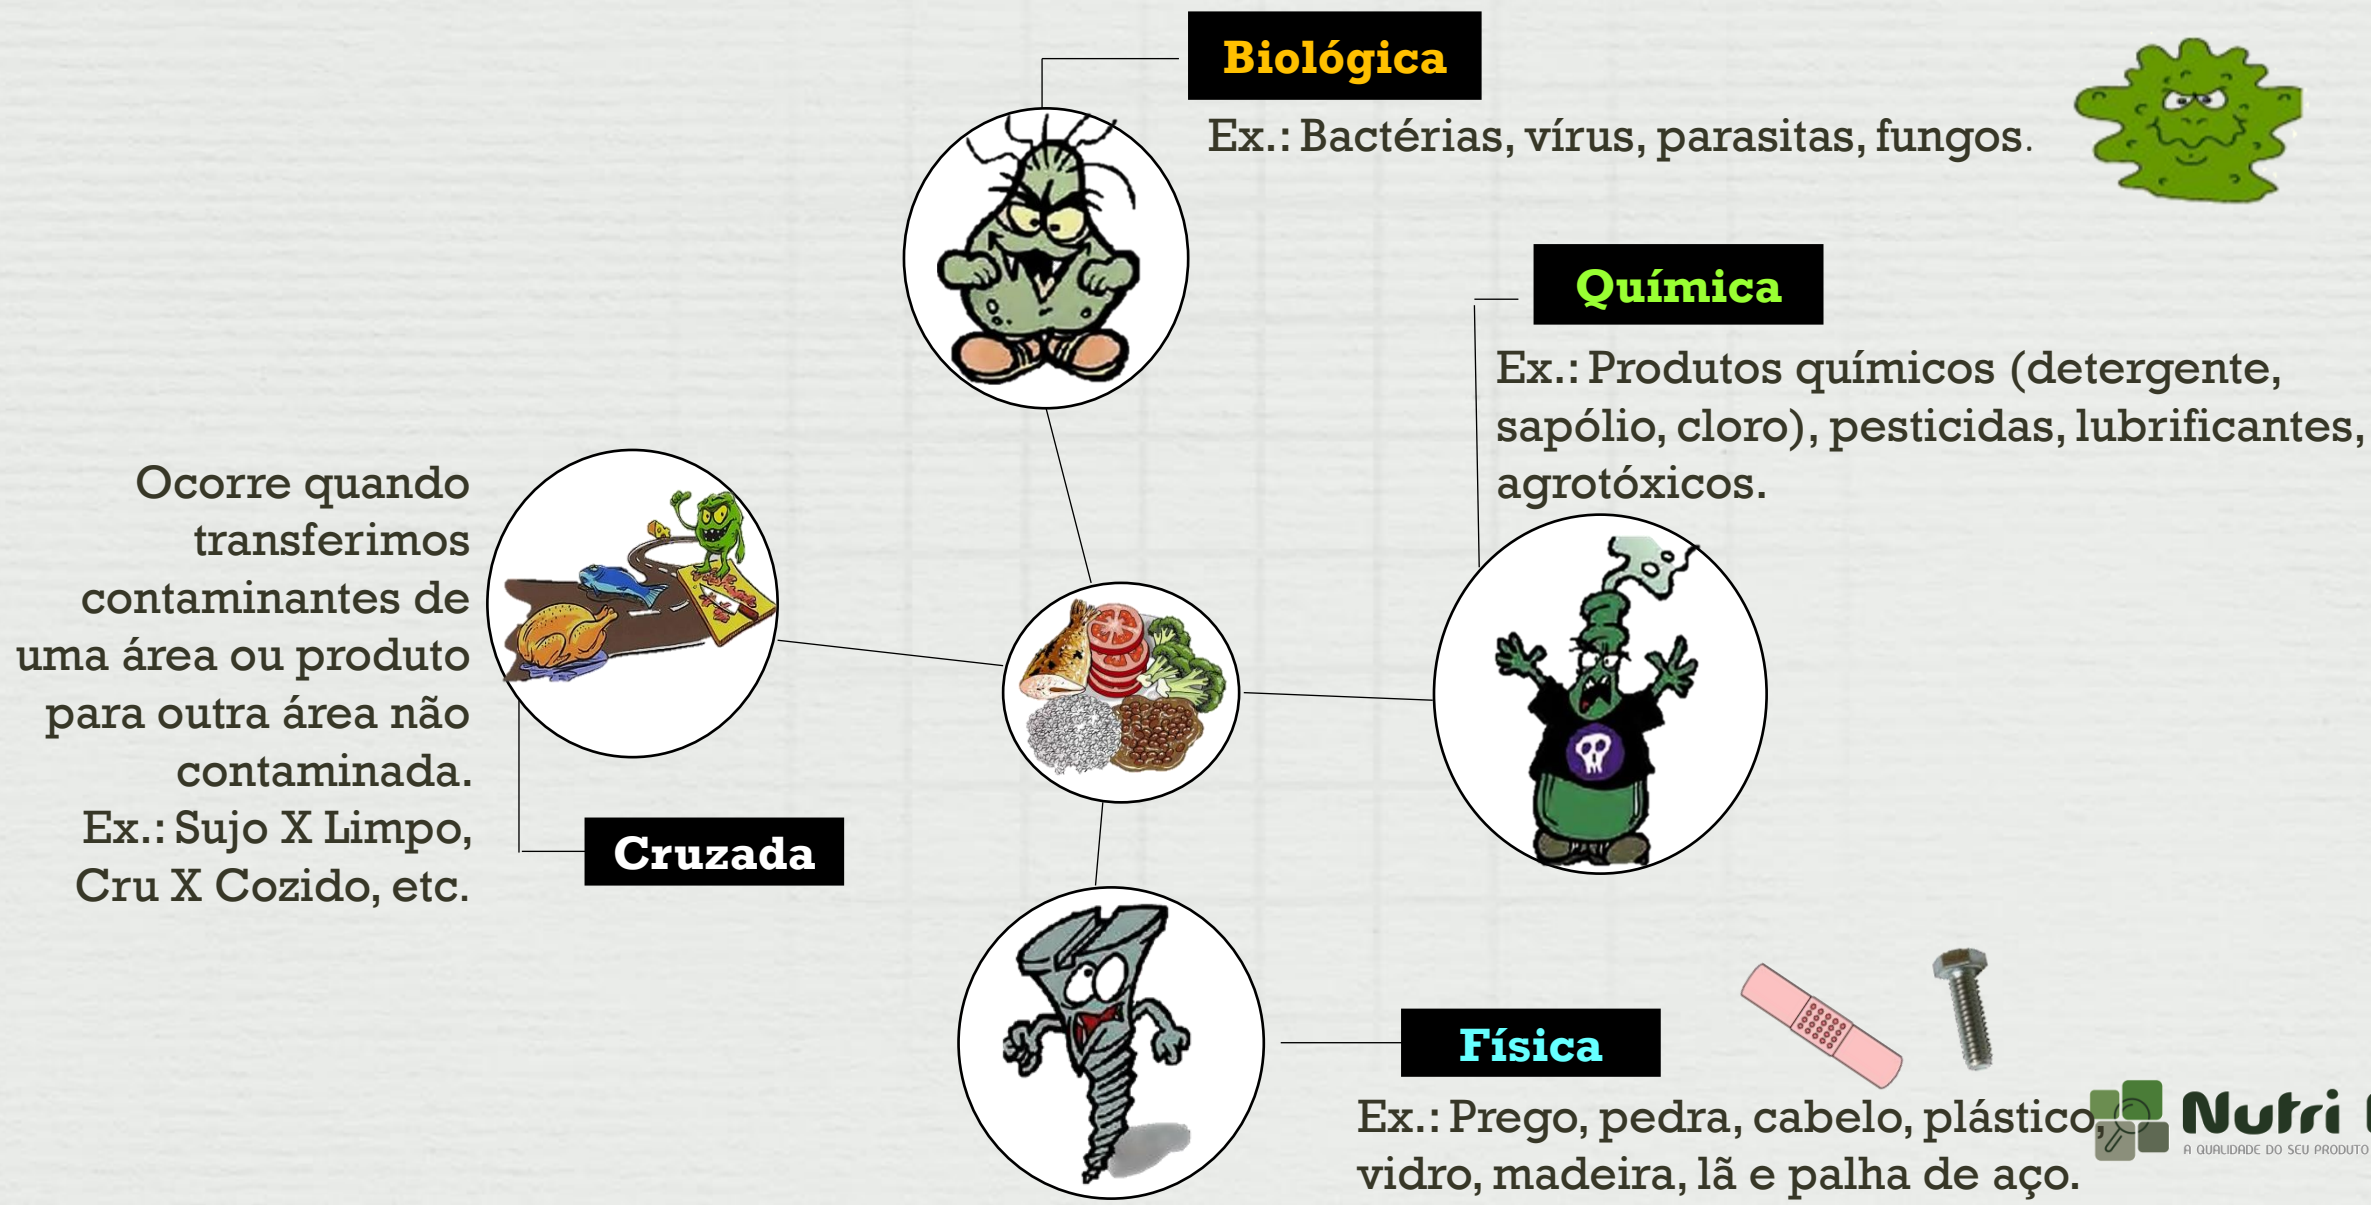 Biológica
Ex.: Bactérias, vírus, parasitas, fungos.
Química
Ex.: Produtos químicos (detergente,
sapólio, cloro), pesticidas, lubrificantes,
agrotóxicos.
Ocorre quando
transferimos
contaminantes de
uma área ou produto
para outra área não
contaminada.
Ex.: Sujo X Limpo,
Cru X Cozido, etc.
Cruzada
Física
Ex.: Prego, pedra, cabelo, plástico,
vidro, madeira, lã e palha de aço.
Nutri
A QUALIDADE DO SEU PRODUTO